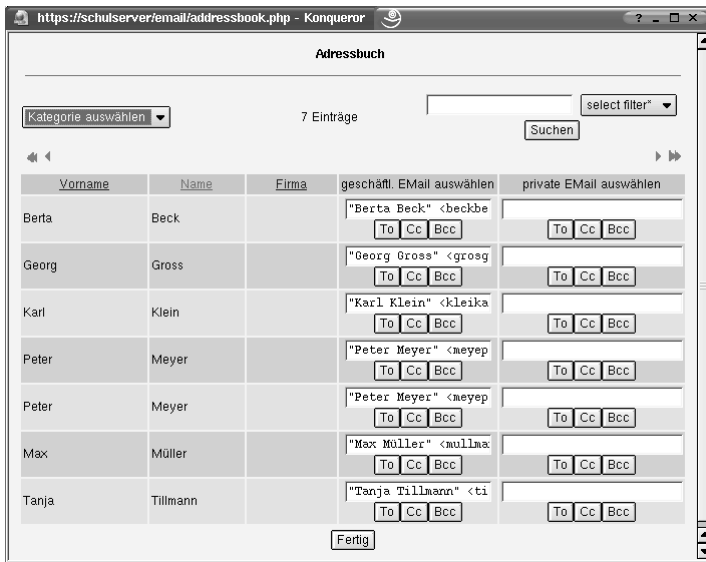 https://schulserver/email/addressbook.php - Konqueror
Adressbuch
Kategorie auswählen 7 Einträge select filter*
Suchen
Vorname Name Firma geschäftl. EMail auswählen private EMail auswählen
Berta Beck "Berta Beck" <beckbe
To Cc Bcc To Cc Bcc
Georg Gross "Georg Gross" <grosg
To Cc Bcc To Cc Bcc
Karl Klein "Karl Klein" <kleika
To Cc Bcc To Cc Bcc
Peter Meyer "Peter Meyer" <meyep
To Cc Bcc To Cc Bcc
Peter Meyer "Peter Meyer" <meyep
To Cc Bcc To Cc Bcc
Max Müller "Max Müller" <mullma
To Cc Bcc To Cc Bcc
Tanja Tillmann "Tanja Tillmann" <ti
To Cc Bcc To Cc Bcc
Fertig